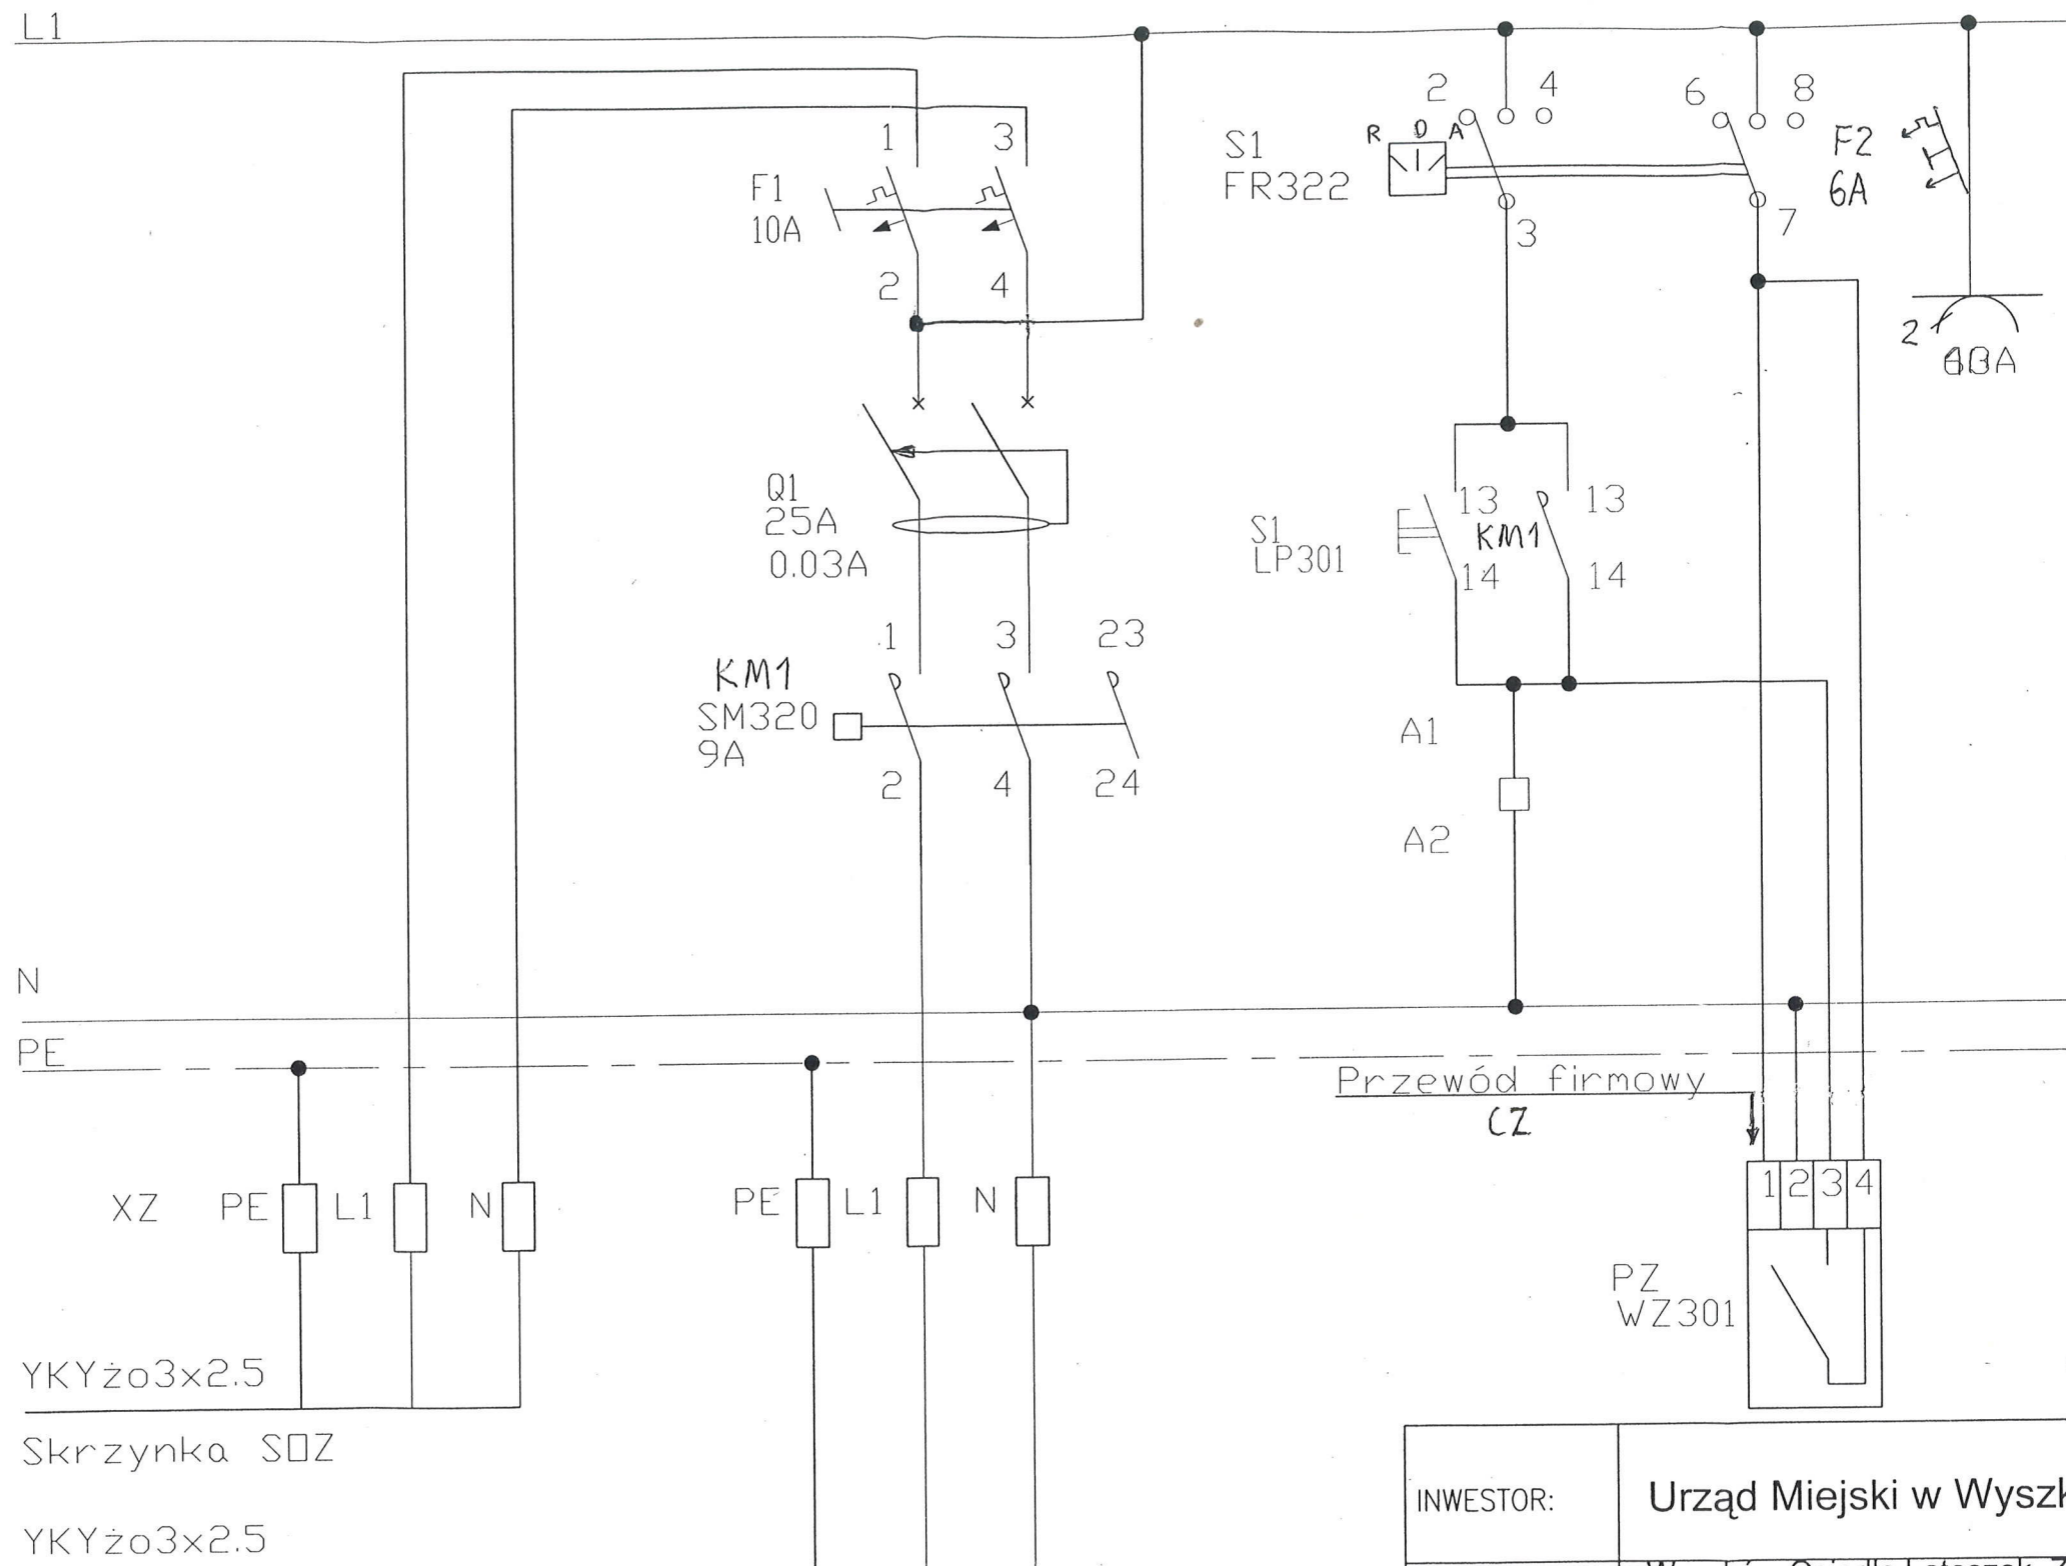 L1
2 4
6 8
R 0 A
S1
FR322
F2
6A
1 3
F1
10A
3
7
2 4
2
Q1
25A
0.03A
13 13
S1
LP301
KM1
14 14
1 3 23
KM1
SM320
9A
A1
2 4 24
A2
N
PE
Przewód firmowy
CZ
1 2 3 4
XZ PE L1 N PE L1 N
PZ
WZ301
YKYżo3x2.5
Skrzynka SOZ
INWESTOR: Urząd Miejski w Wyszk
YKYżo3x2.5